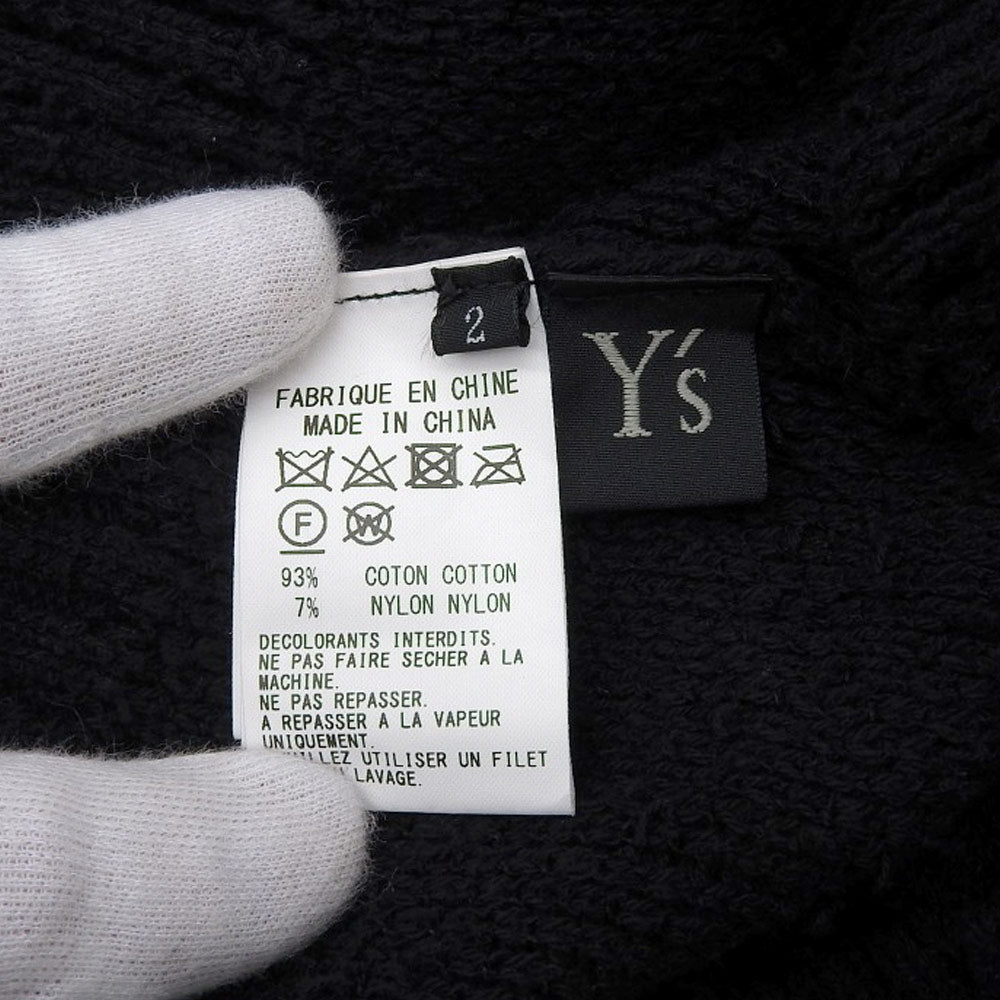 2
Y's
FABRIQUE EN CHINE
MADE IN CHINA
F
W
93% COTON COTTON
7% NYLON NYLON
DECOLORANTS INTERDITS.
NE PAS FAIRE SECHER A LA
MACHINE.
NE PAS REPASSER.
A REPASSER A LA VAPEUR
UNIQUEMENT.
UTILISER UN FILET
LAVAGE.